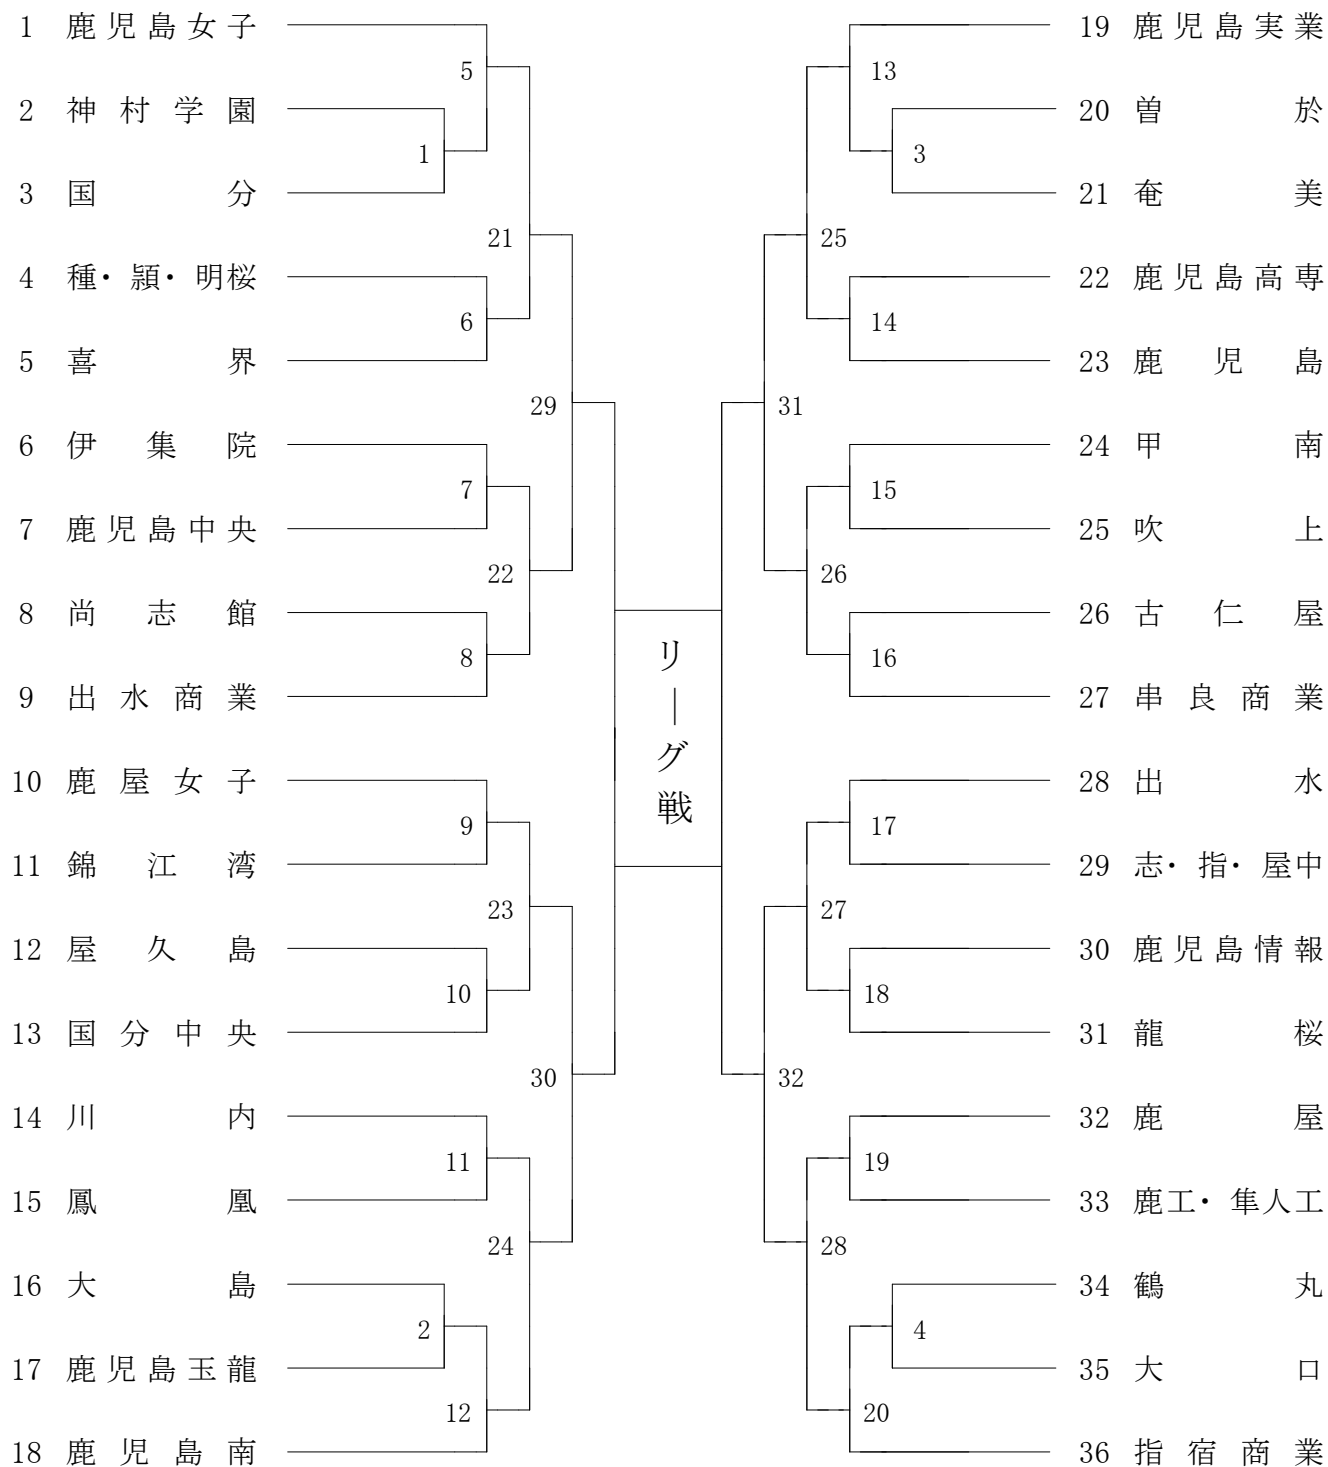 1 鹿児島女子
2 神村学園
3 国分
4 種・頴・明桜
5 喜界
6 伊集院
7 鹿児島中央
8 尚志館
9 出水商業
10 鹿屋女子
11 錦江湾
12 屋久島
13 国分中央
14 川内
15 鳳凰
16 大島
17 鹿児島玉龍
18 鹿児島南
5
1
21
6
29
7
22
8
9
23
10
30
11
24
2
12
リーグ戦
13
3
25
14
31
15
26
16
17
27
18
32
19
28
4
20
19 鹿児島実業
20 曽於
21 奄美
22 鹿児島高専
23 鹿児島
24 甲南
25 吹上
26 古仁屋
27 串良商業
28 出水
29 志・指・屋中
30 鹿児島情報
31 龍桜
32 鹿屋
33 鹿工・隼人工
34 鶴丸
35 大口
36 指宿商業